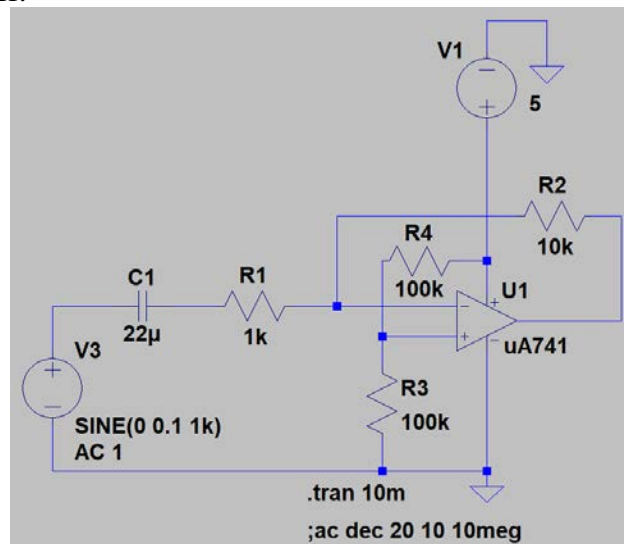 V1
5
R2
10k
R4
100k
C1
22µ
R1
1k
U1
uA741
V3
SINE(0 0.1 1k)
AC 1
R3
100k
.tran 10m
;ac dec 20 10 10meg